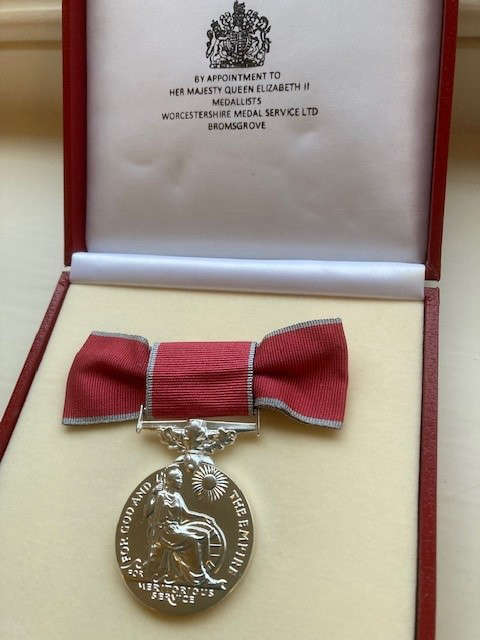 BY APPOINTMENT TO
HER MAJESTY QUEEN ELIZABETH II
MEDALLISTS
WORCESTERSHIRE MEDAL SERVICE LTD
BROMSGROVE
FOR GOD AND
THE EMPIRE
FOR
MERITORIOUS
SERVICE